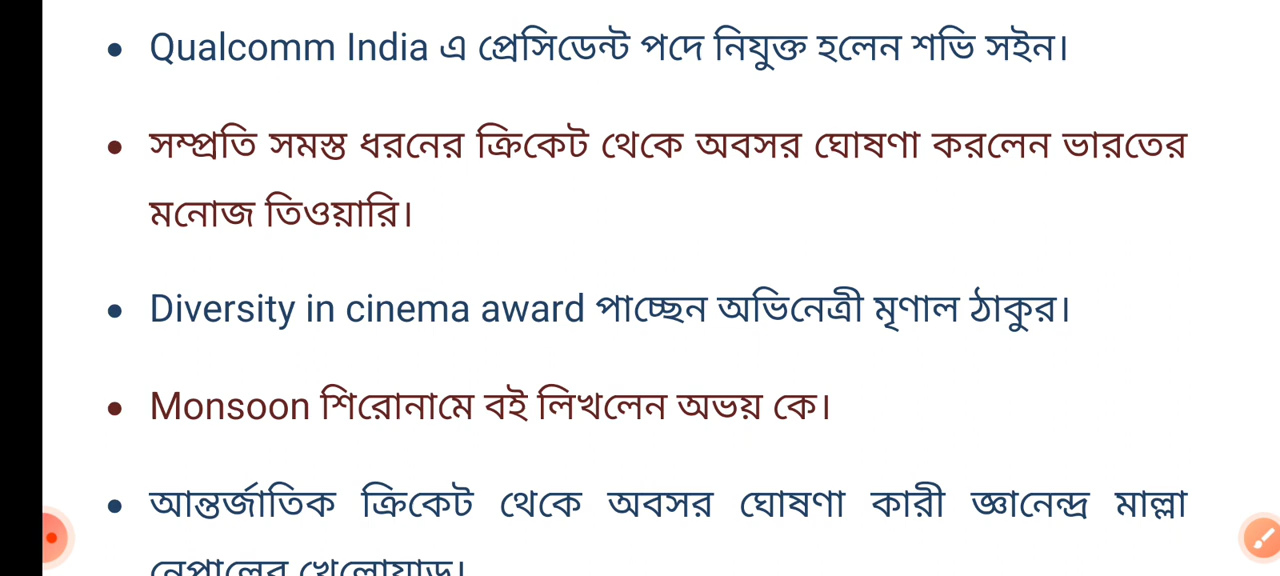 • Qualcomm India এ প্রেসিডেন্ট পদে নিযুক্ত হলেন শভি সইন।
• সম্প্রতি সমস্ত ধরনের ক্রিকেট থেকে অবসর ঘোষণা করলেন ভারতের
মনোজ তিওয়ারি।
• Diversity in cinema award পাচ্ছেন অভিনেত্রী মৃণাল ঠাকুর।
• Monsoon শিরোনামে বই লিখলেন অভয় কে।
• আন্তর্জাতিক ক্রিকেট থেকে অবসর ঘোষণা কারী জ্ঞানেন্দ্র মাল্লা
নেপালের খেলোয়াড়।